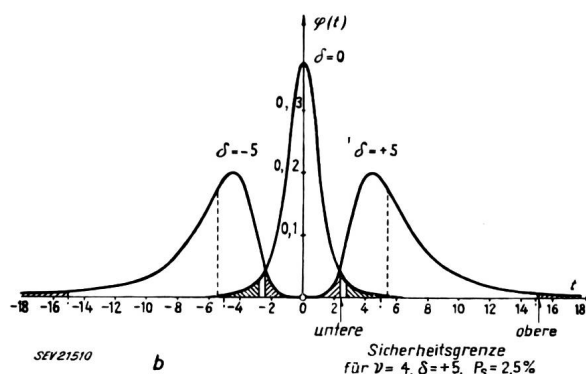 φ(t)
δ=0
0,3
δ=-5
0,2
δ=+5
0,1
-18 -16 -14 -12 -10 -8 -6 -4 -2 0 2 4 6 8 10 12 14 16 18
t
untere obere
Sicherheitsgrenze
für ν= 4, δ=+5, Ps=2,5%
SEV21510
b